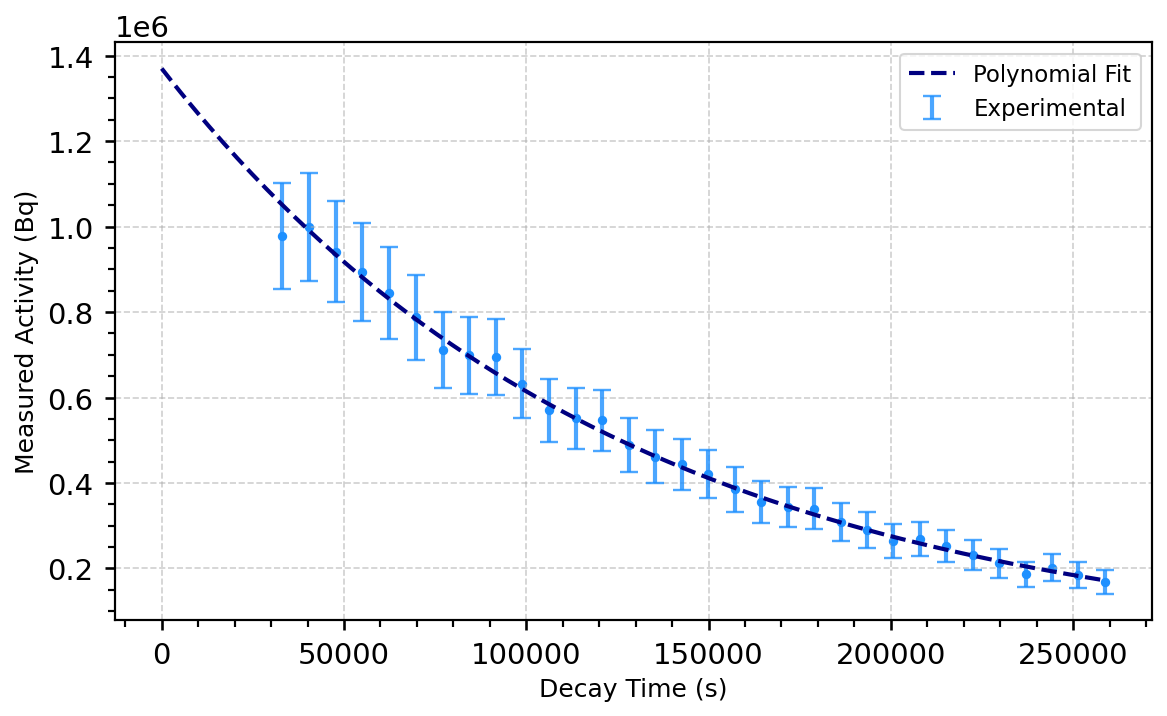 1e6
1.4
1.2
1.0
0.8
0.6
0.4
0.2
Measured Activity (Bq)
Polynomial Fit
Experimental
0 50000 100000 150000 200000 250000
Decay Time (s)